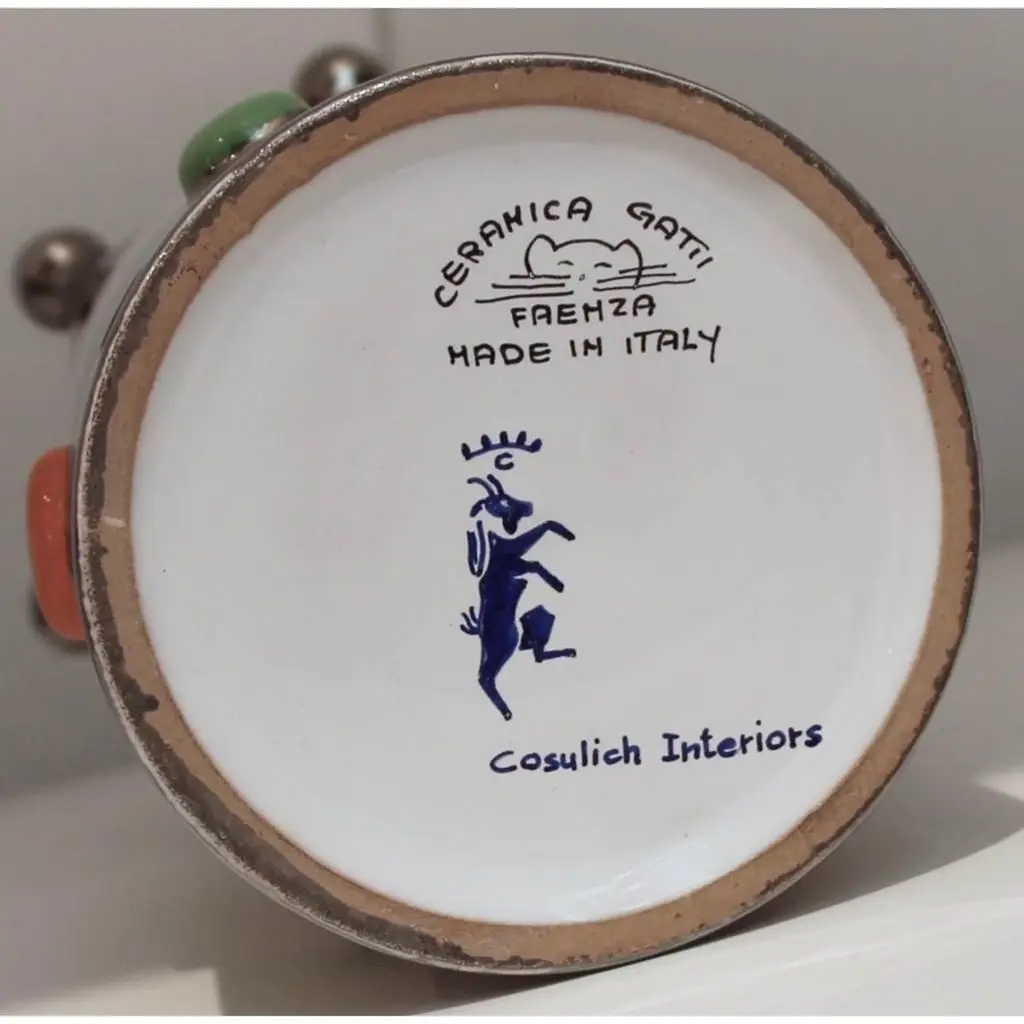 CERAMICA GATTI
FAENZA
MADE IN ITALY
C
Cosulich Interiors